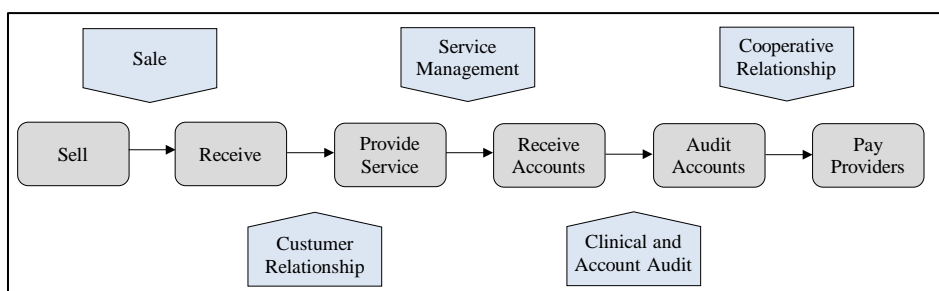 Sale
Service
Management
Cooperative
Relationship
Sell
Receive
Provide
Service
Receive
Accounts
Audit
Accounts
Pay
Providers
Custumer
Relationship
Clinical and
Account Audit